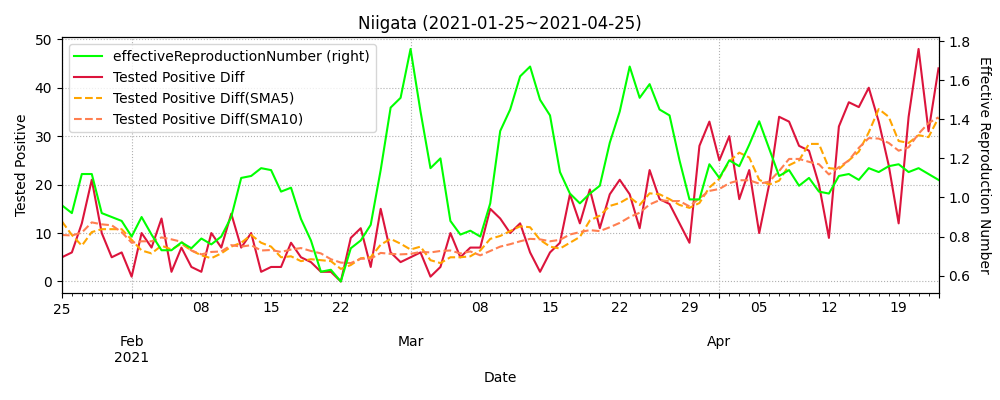 Niigata (2021-01-25~2021-04-25)
effectiveReproductionNumber (right)
Tested Positive Diff
Tested Positive Diff(SMA5)
Tested Positive Diff(SMA10)
Tested Positive
50
40
30
20
10
0
1.8
1.6
1.4
1.2
1.0
0.8
0.6
Effective Reproduction Number
25 08 15 22 08 15 22 29 05 12 19
Feb Mar Apr
2021
Date